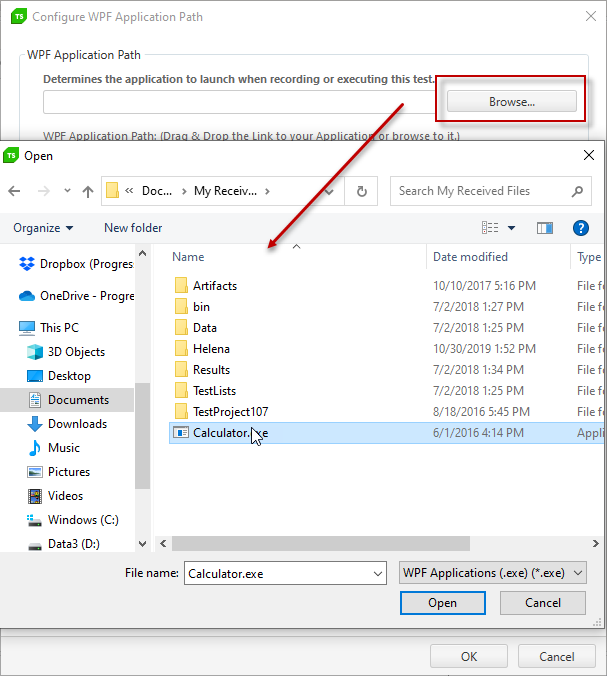 TS Configure WPF Application Path
WPF Application Path
Determines the application to launch when recording or executing this test.
Browse...
WPF Application Path: (Drag & Drop the Link to your Application or browse to it.)
TS Open
« Doc... › My Receiv... ›
Search My Received Files
Organize
New folder
?
Name Date modified Type
Dropbox (Progres
OneDrive - Progre
This PC
3D Objects
Desktop
Documents
Downloads
Music
Pictures
Videos
Windows (C:)
Data3 (D:)
Artifacts 10/10/2017 5:16 PM File fo
bin 7/2/2018 1:27 PM File fo
Data 7/2/2018 1:25 PM File fo
Helena 10/30/2019 1:52 PM File fo
Results 7/2/2018 1:34 PM File fo
TestLists 7/2/2018 1:25 PM File fo
TestProject107 8/18/2016 5:45 PM File fo
Calculator.exe 6/1/2016 4:14 PM Appli
File name: Calculator.exe
WPF Applications (.exe) (*.exe)
Open
Cancel
OK
Cancel